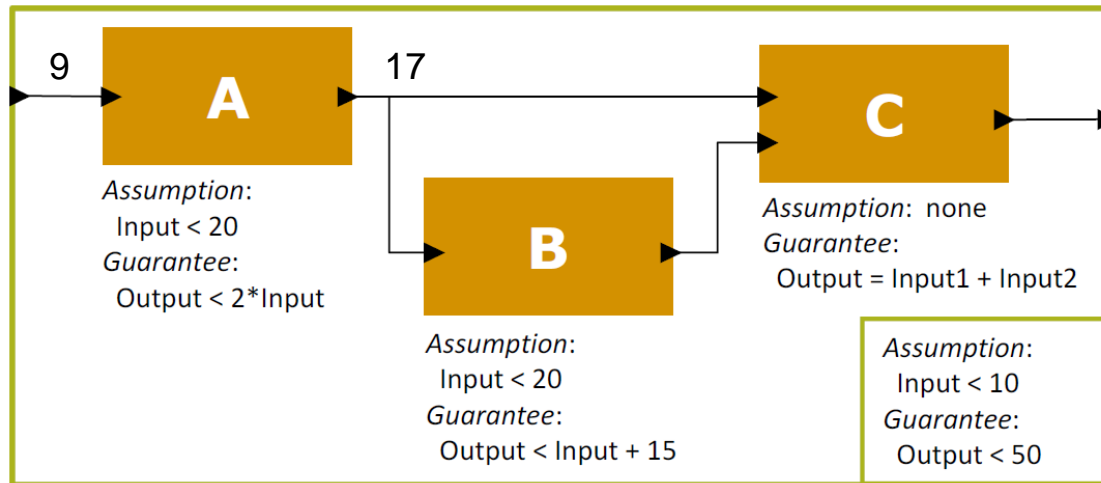 9
17
A
C
Assumption:
Input < 20
Guarantee:
Output < 2*Input
B
Assumption: none
Guarantee:
Output = Input1 + Input2
Assumption:
Input < 20
Guarantee:
Output < Input + 15
Assumption:
Input < 10
Guarantee:
Output < 50